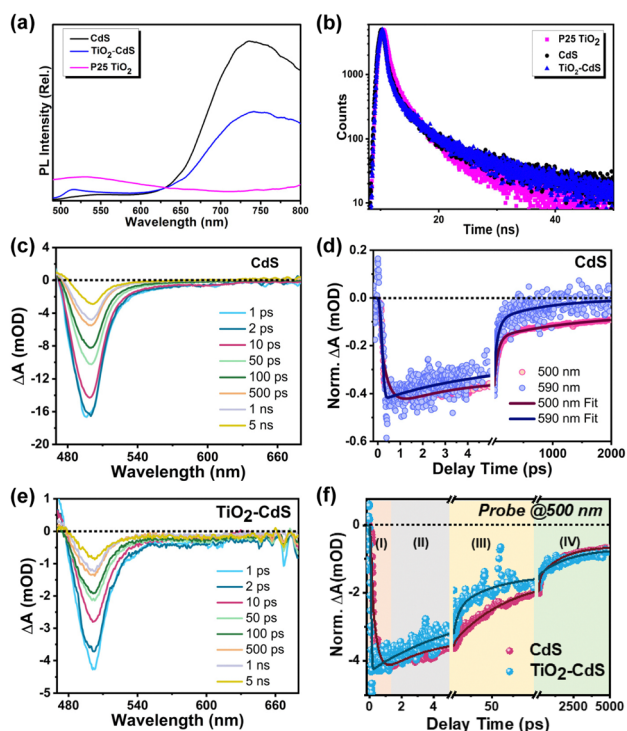 (a)
CdS
TiO2-CdS
P25 TiO2
PL Intensity (Rel.)
500 550 600 650 700 750 800
Wavelength (nm)
(b)
P25 TiO2
CdS
TiO2-CdS
Counts
1000
100
10
20 40
Time (ns)
(c)
CdS
4
0
-4
-8
-12
-16
-20
ΔA (mOD)
1 ps
2 ps
10 ps
50 ps
100 ps
500 ps
1 ns
5 ns
480 540 600 660
Wavelength (nm)
(d)
CdS
0.2
0.0
-0.2
-0.4
-0.6
Norm. ΔA (mOD)
500 nm
590 nm
500 nm Fit
590 nm Fit
0 1 2 3 4 1000 2000
Delay Time (ps)
(e)
TiO2-CdS
1
0
-1
-2
-3
-4
-5
ΔA (mOD)
1 ps
2 ps
10 ps
50 ps
100 ps
500 ps
1 ns
5 ns
480 540 600 660
Wavelength (nm)
(f)
Probe @500 nm
(I) (II) (III) (IV)
0
-2
-4
Norm. ΔA(mOD)
CdS
TiO2-CdS
0 2 4 50 2500 5000
Delay Time (ps)